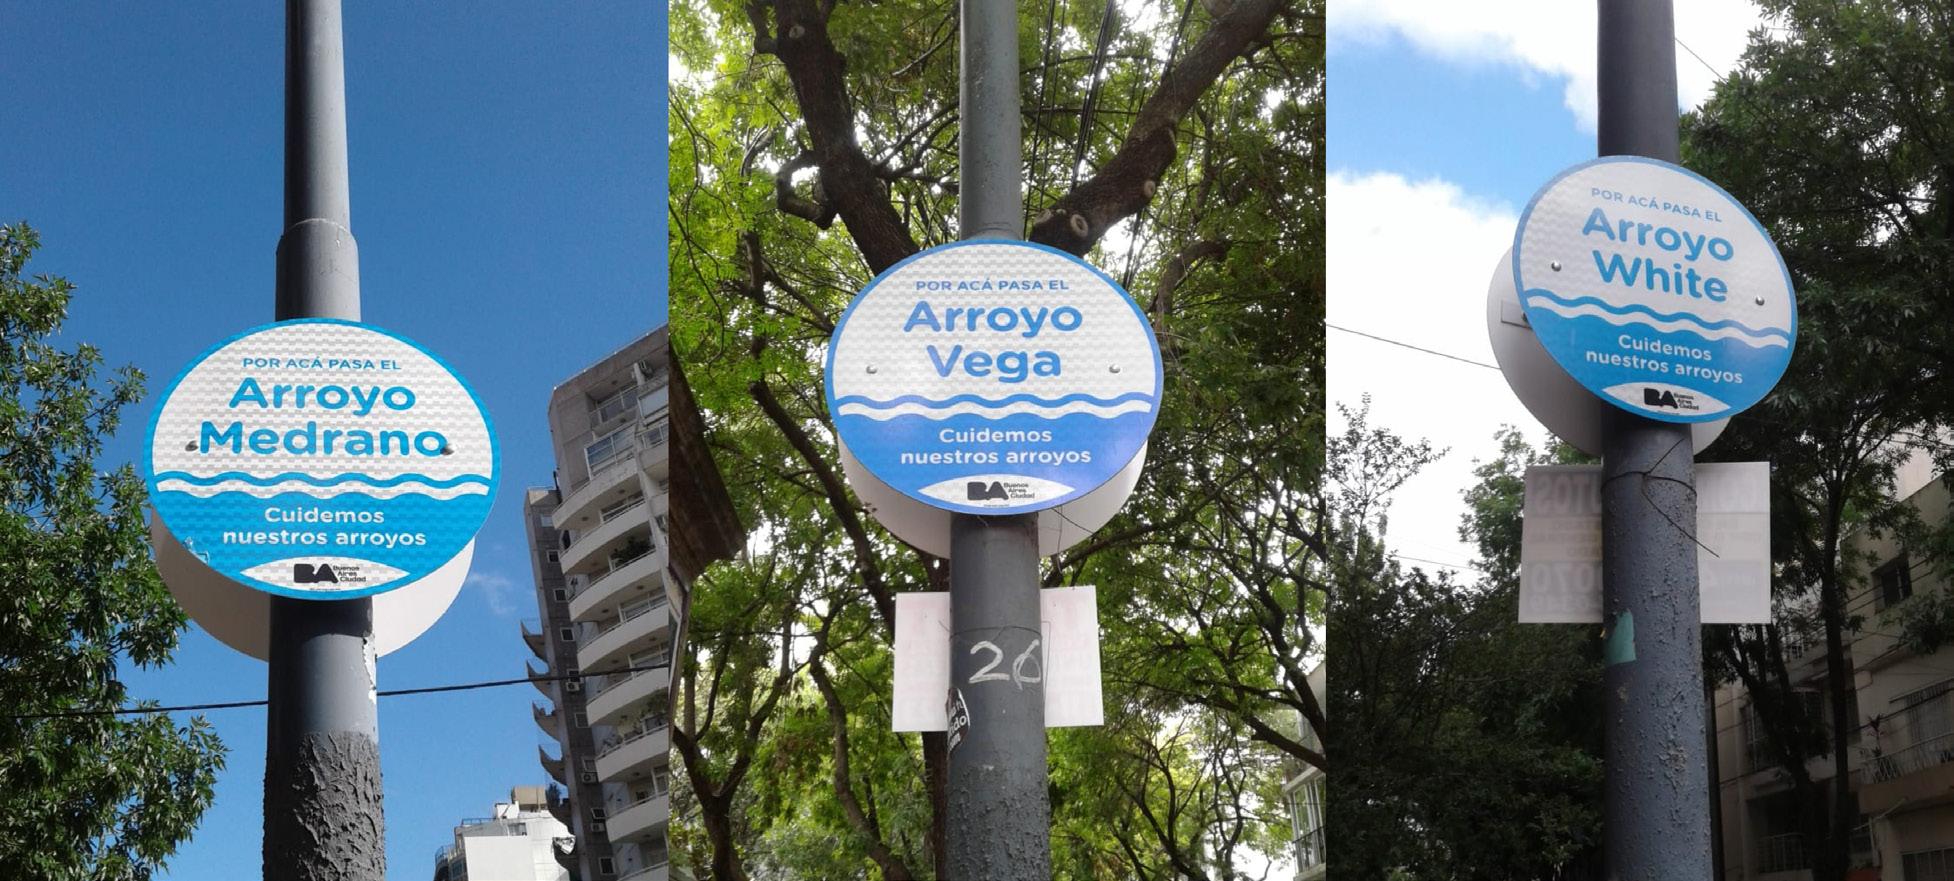 POR ACÁ PASA EL
Arroyo
Medrano
Cuidemos
nuestros arroyos
BA Buenos
Aires
Ciudad
POR ACÁ PASA EL
Arroyo
Vega
Cuidemos
nuestros arroyos
BA Buenos
Aires
Ciudad
26
POR ACÁ PASA EL
Arroyo
White
Cuidemos
nuestros arroyos
BA Buenos
Aires
Ciudad